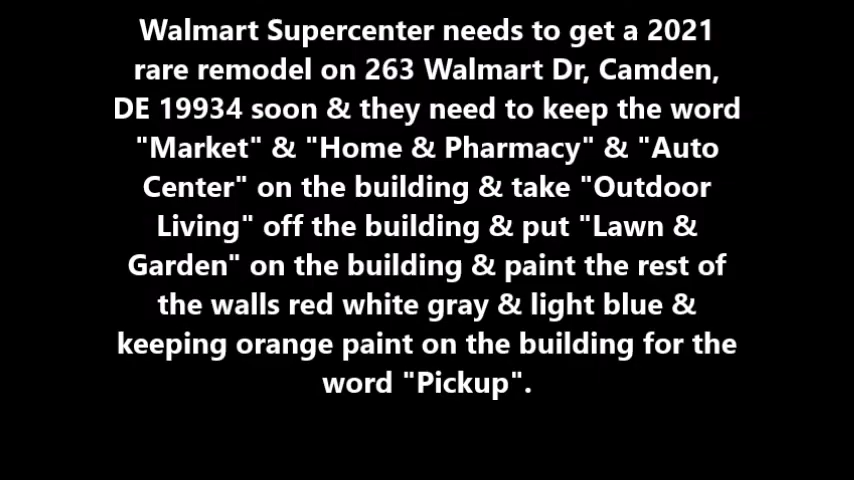 Walmart Supercenter needs to get a 2021
rare remodel on 263 Walmart Dr, Camden,
DE 19934 soon & they need to keep the word
"Market" & "Home & Pharmacy" & "Auto
Center" on the building & take "Outdoor
Living" off the building & put "Lawn &
Garden" on the building & paint the rest of
the walls red white gray & light blue &
keeping orange paint on the building for the
word "Pickup".